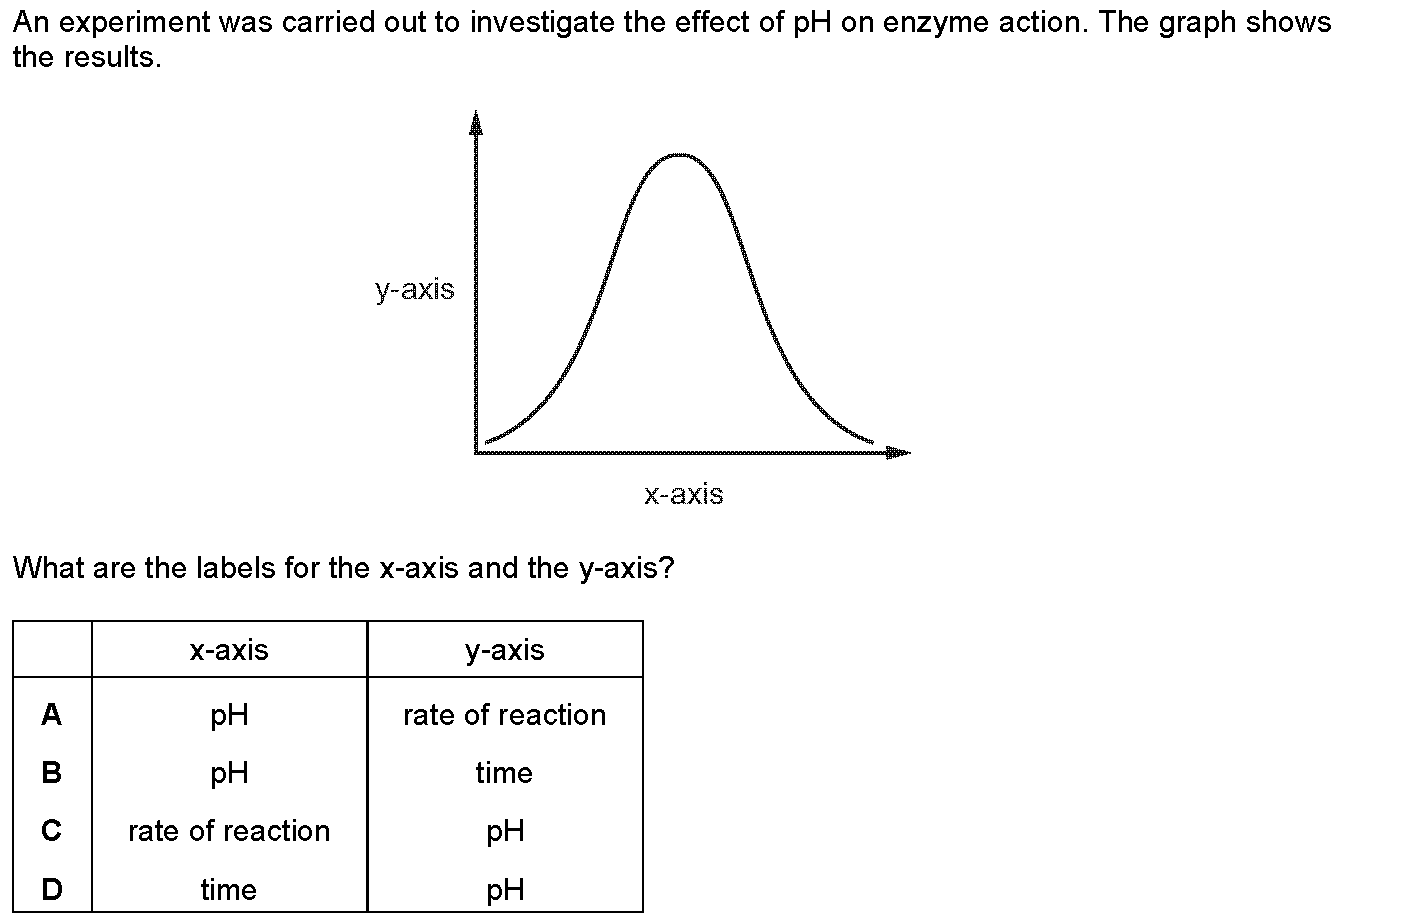 An experiment was carried out to investigate the effect of pH on enzyme action. The graph shows
the results.
y-axis
x-axis
What are the labels for the x-axis and the y-axis?
x-axis y-axis
A pH rate of reaction
B pH time
C rate of reaction pH
D time pH